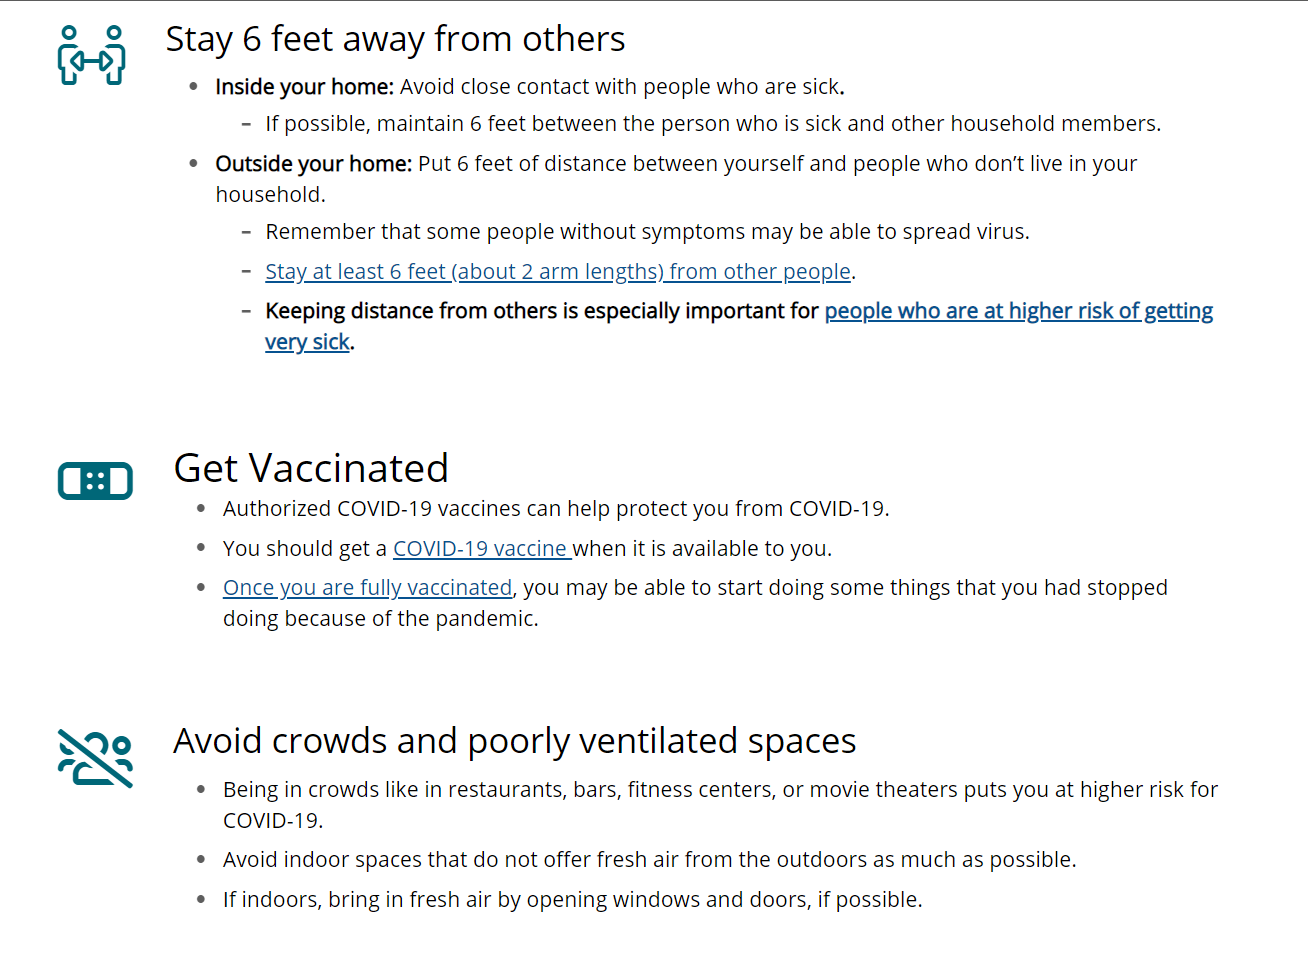 Stay 6 feet away from others
• Inside your home: Avoid close contact with people who are sick.
– If possible, maintain 6 feet between the person who is sick and other household members.
• Outside your home: Put 6 feet of distance between yourself and people who don’t live in your
household.
– Remember that some people without symptoms may be able to spread virus.
– Stay at least 6 feet (about 2 arm lengths) from other people.
– Keeping distance from others is especially important for people who are at higher risk of getting
very sick.
Get Vaccinated
• Authorized COVID-19 vaccines can help protect you from COVID-19.
• You should get a COVID-19 vaccine when it is available to you.
• Once you are fully vaccinated, you may be able to start doing some things that you had stopped
doing because of the pandemic.
Avoid crowds and poorly ventilated spaces
• Being in crowds like in restaurants, bars, fitness centers, or movie theaters puts you at higher risk for
COVID-19.
• Avoid indoor spaces that do not offer fresh air from the outdoors as much as possible.
• If indoors, bring in fresh air by opening windows and doors, if possible.